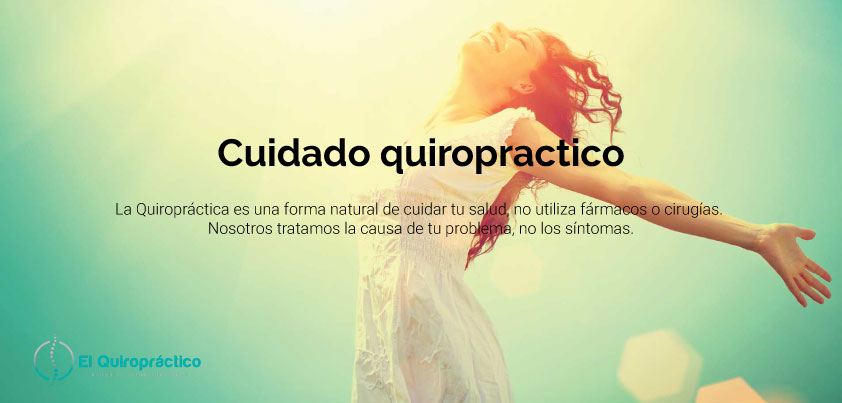 Cuidado quiropractico
La Quiropráctica es una forma natural de cuidar tu salud, no utiliza fármacos o cirugías.
Nosotros tratamos la causa de tu problema, no los síntomas.
El Quiropráctico